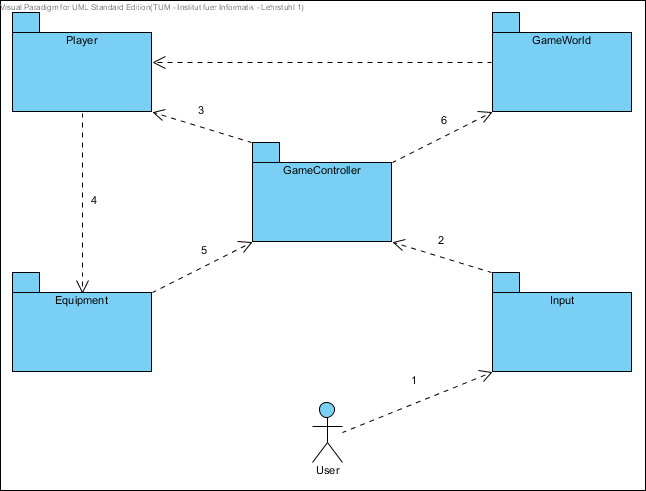 Visual Paradigm for UML Standard Edition(TUM - Institut fuer Informatik - Lehrstuhl 1)
Player
GameWorld
3
6
GameController
4
5
2
Equipment
Input
1
User